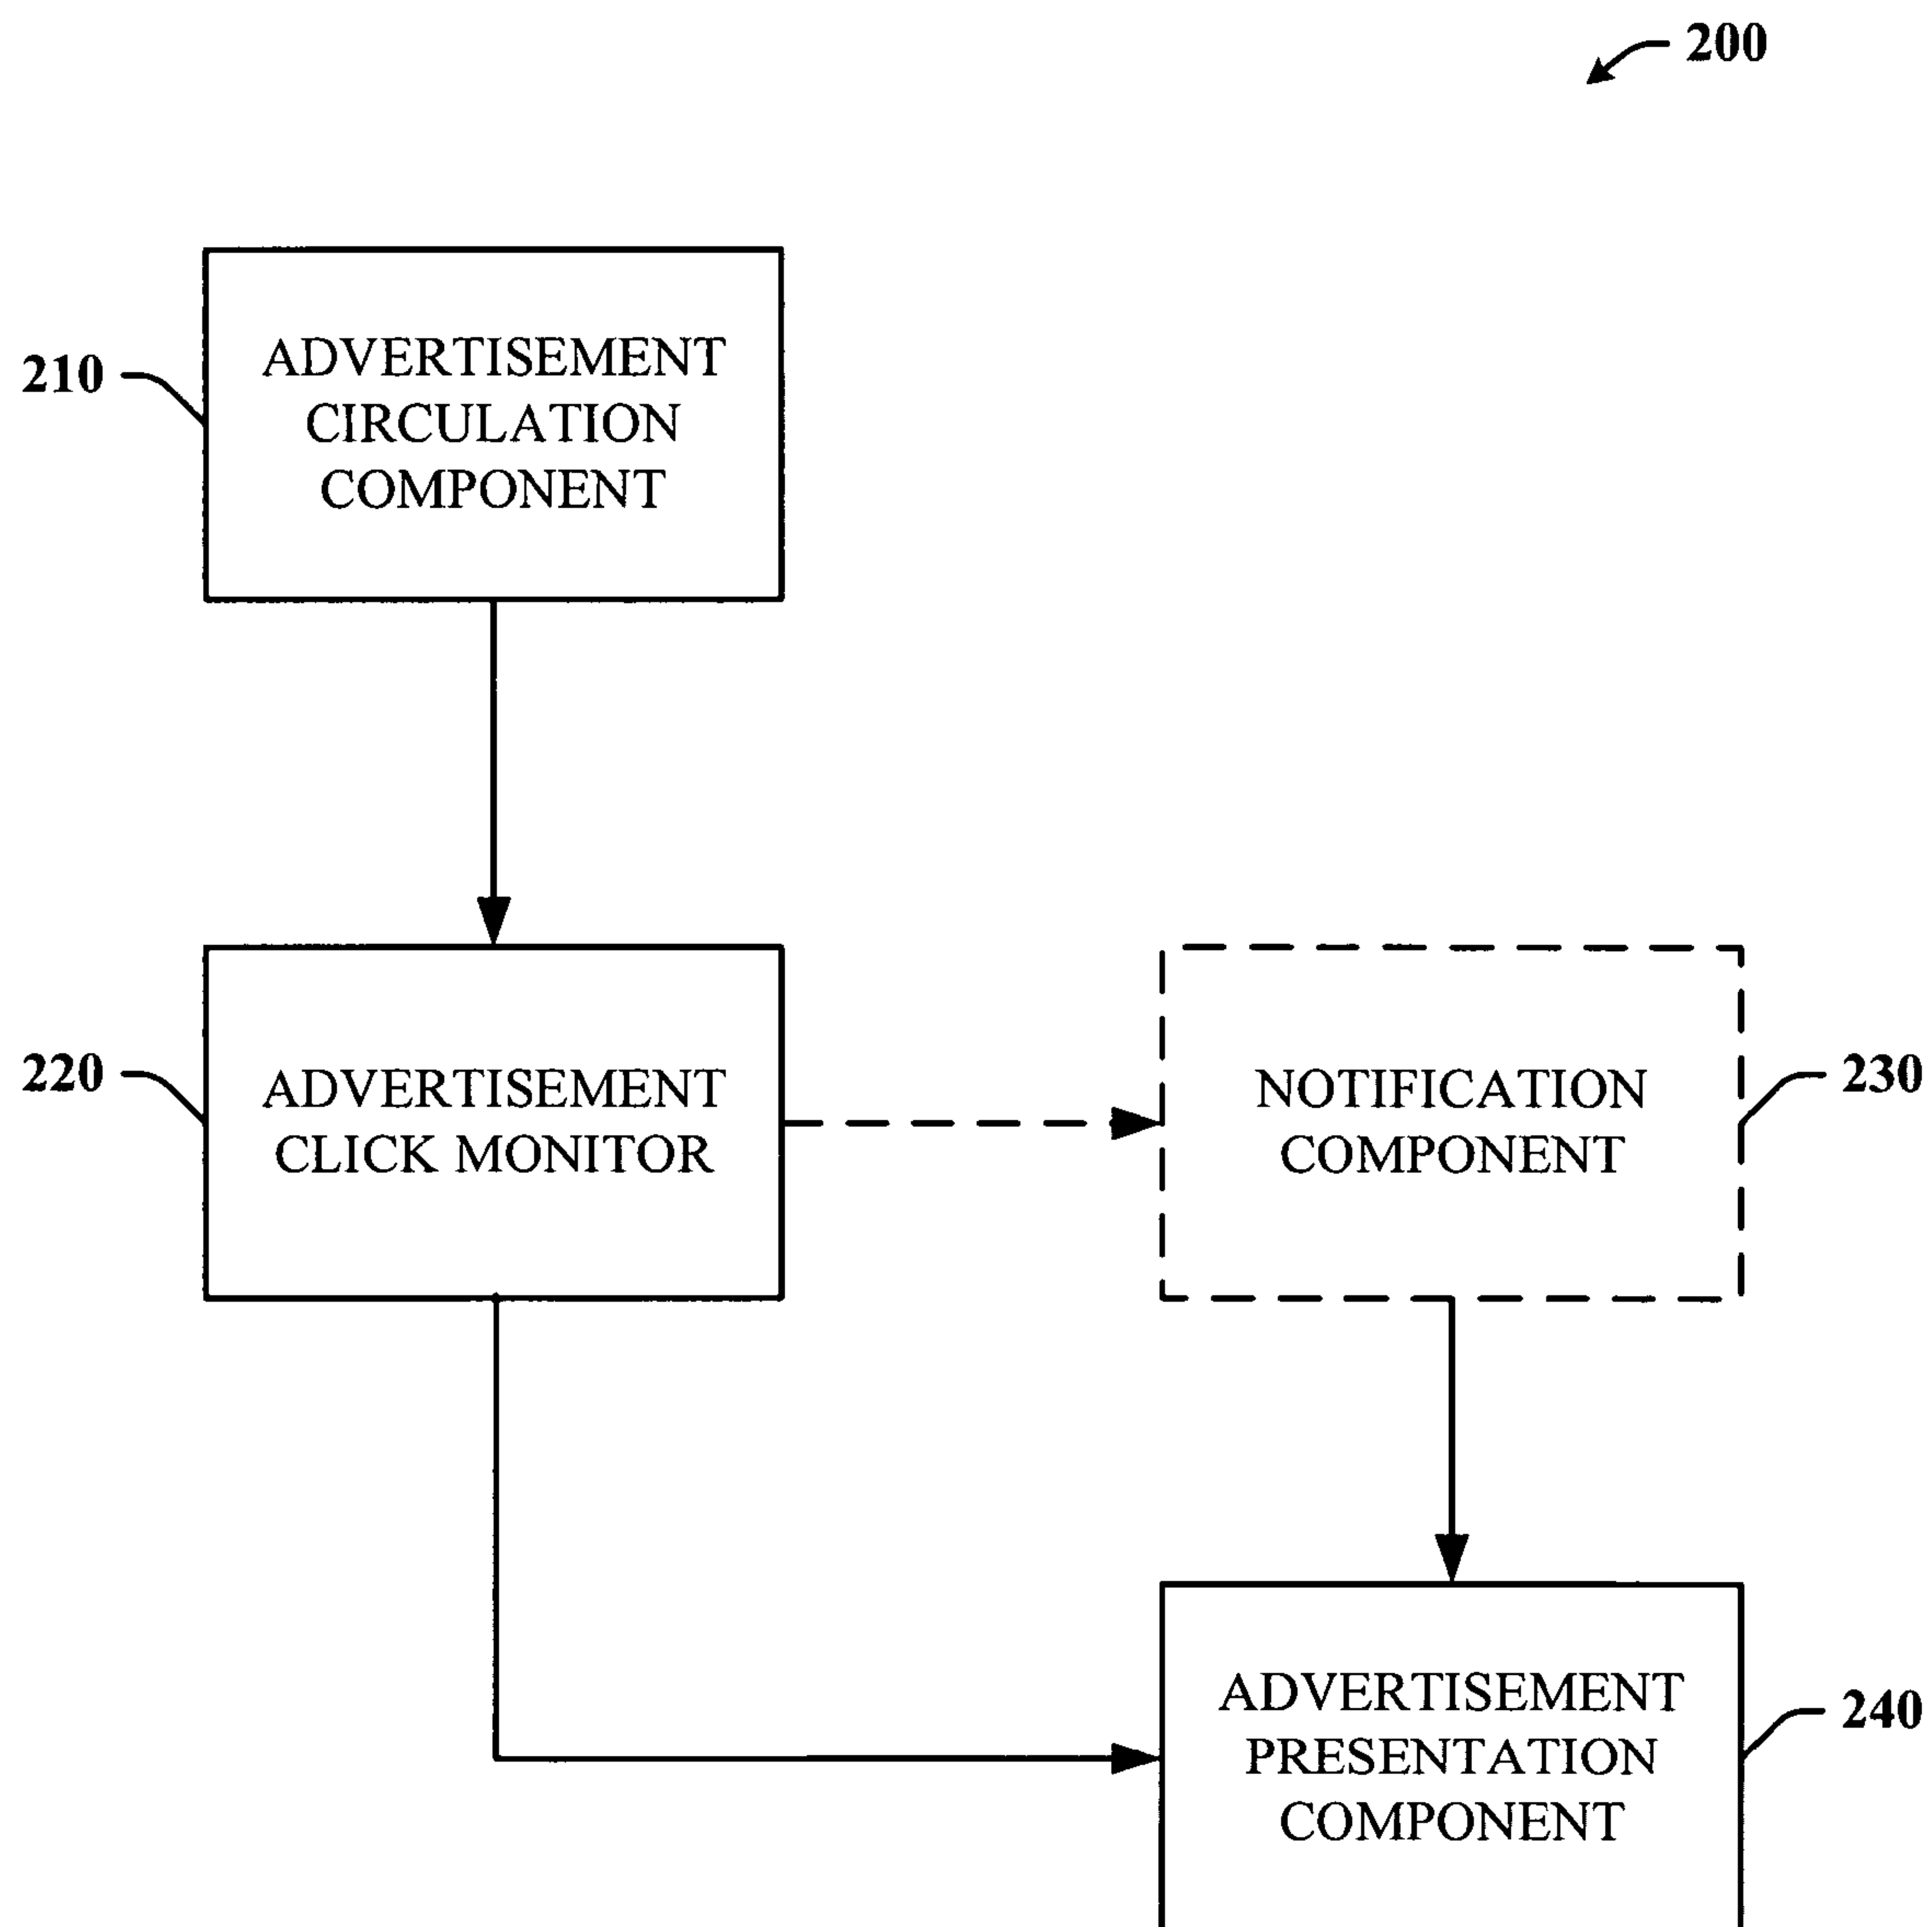 200
210
ADVERTISEMENT
CIRCULATION
COMPONENT
220
ADVERTISEMENT
CLICK MONITOR
NOTIFICATION
COMPONENT
230
ADVERTISEMENT
PRESENTATION
COMPONENT
240